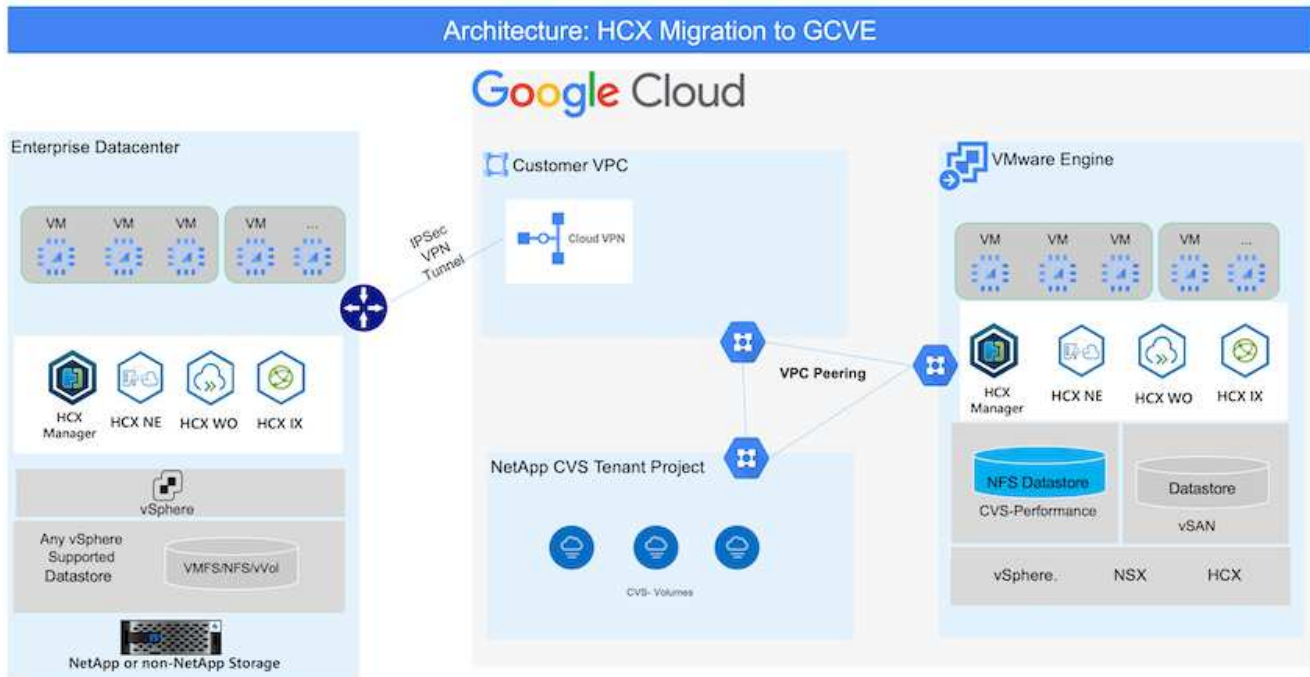 Architecture: HCX Migration to GCVE
Google Cloud
Enterprise Datacenter
VM
VM
VM
VM
...
HCX
Manager
HCX NE
HCX WO
HCX IX
vSphere
Any vSphere
Supported
Datastore
VMFS/NFS/vVol
NetApp or non-NetApp Storage
IPSec
VPN
Tunnel
Customer VPC
Cloud VPN
VPC Peering
NetApp CVS Tenant Project
CVS- Volumes
VMware Engine
VM
VM
VM
VM
...
HCX
Manager
HCX NE
HCX WO
HCX IX
NFS Datastore
CVS-Performance
Datastore
vSAN
vSphere.
NSX
HCX